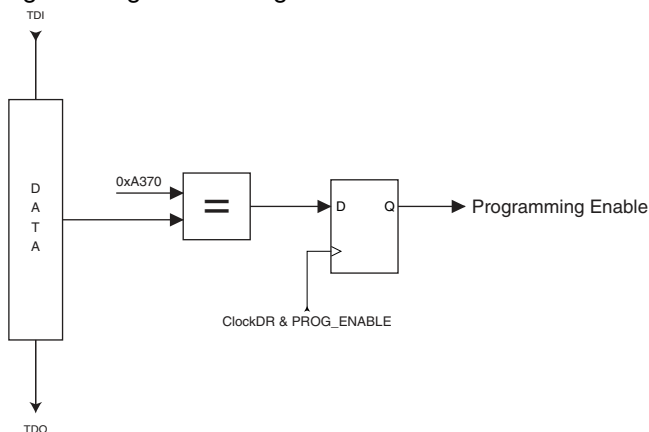 TDI
D
A
T
A
0xA370
=
D
Q
Programming Enable
ClockDR & PROG_ENABLE
TDO